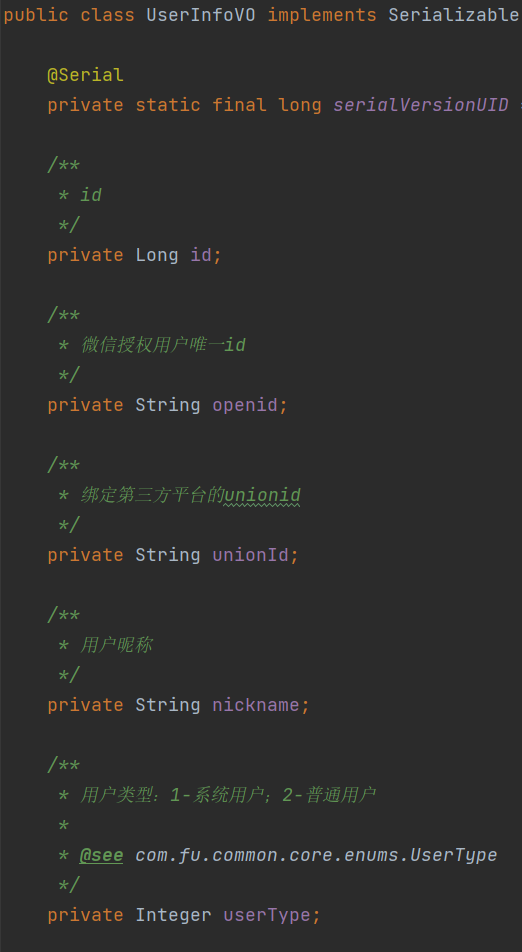 public class UserInfoVO implements Serializable
@Serial
private static final long serialVersionUID =
/**
* id
*/
private Long id;
/**
* 微信授权用户唯一id
*/
private String openid;
/**
* 绑定第三方平台的unionid
*/
private String unionId;
/**
* 用户昵称
*/
private String nickname;
/**
* 用户类型：1-系统用户；2-普通用户
*
* @see com.fu.common.core.enums.UserType
*/
private Integer userType;